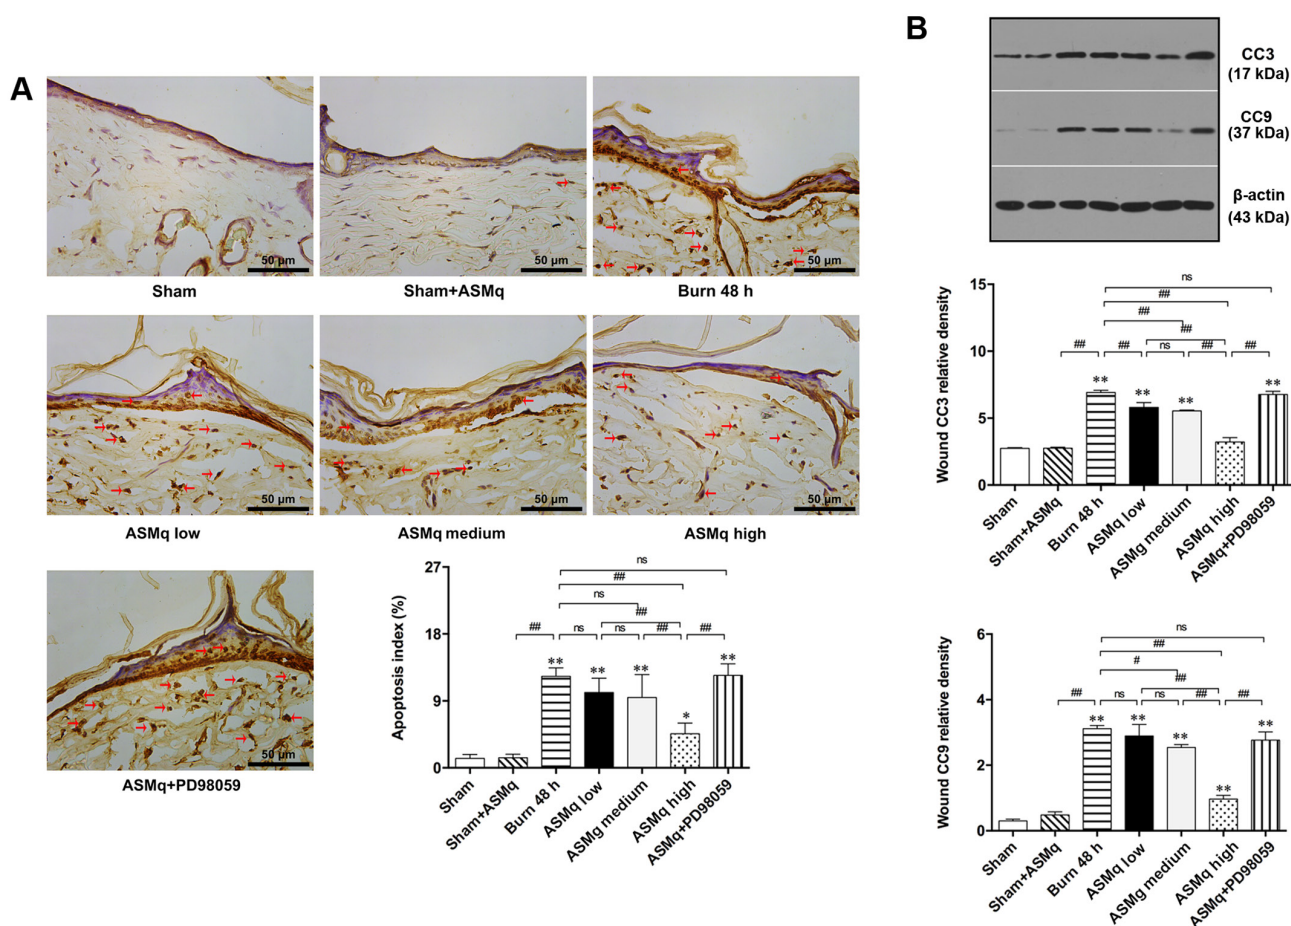 A
50 µm
50 µm
50 µm
Sham
Sham+ASMq
Burn 48 h
50 µm
50 µm
50 µm
ASMq low
ASMq medium
ASMq high
50 µm
ASMq+PD98059
Apoptosis index (%)
27
18
9
0
ns
##
ns
##
##
ns
ns
##
##
**
**
**
*
**
Sham
Sham+ASMq
Burn 48 h
ASMq low
ASMg medium
ASMq high
ASMq+PD98059
B
CC3
(17 kDa)
CC9
(37 kDa)
β-actin
(43 kDa)
Wound CC3 relative density
15
10
5
0
ns
##
##
##
##
##
ns
##
##
**
**
**
**
Sham
Sham+ASMq
Burn 48 h
ASMq low
ASMg medium
ASMq high
ASMq+PD98059
Wound CC9 relative density
6
4
2
0
ns
##
#
##
##
ns
ns
##
##
**
**
**
**
**
Sham
Sham+ASMq
Burn 48 h
ASMq low
ASMg medium
ASMq high
ASMq+PD98059